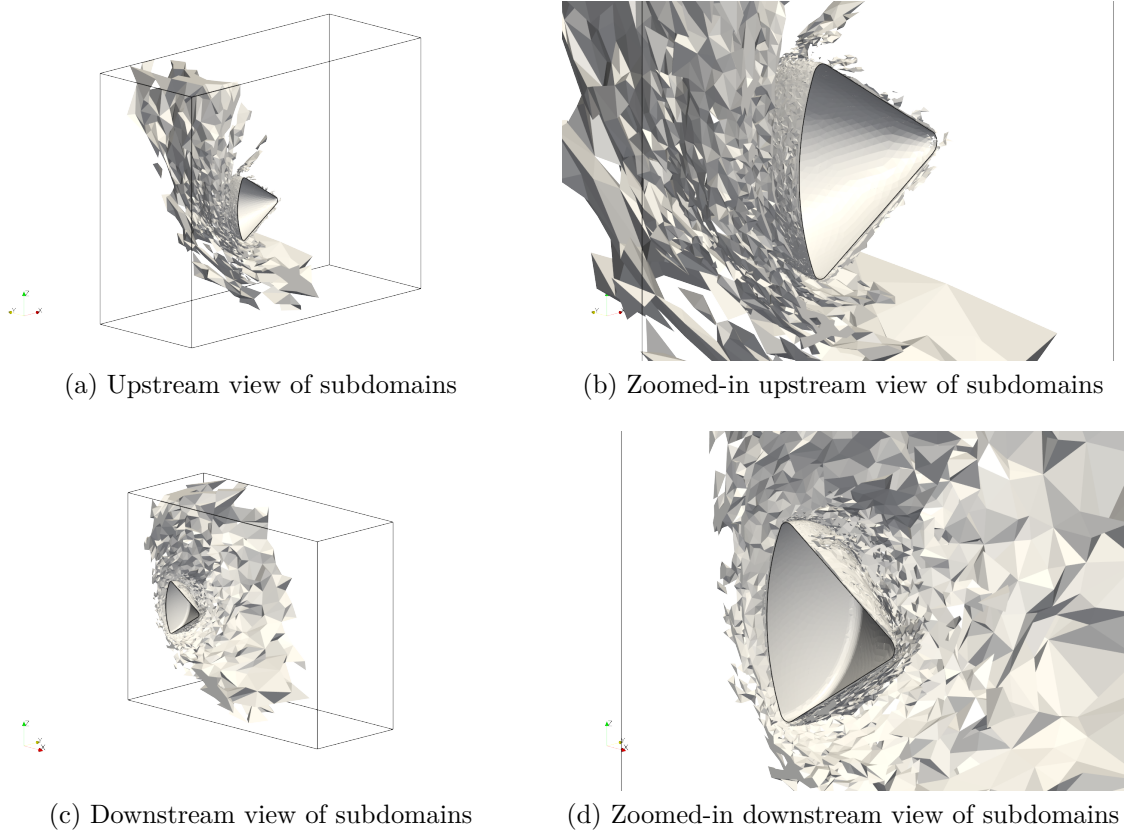 (a) Upstream view of subdomains
(b) Zoomed-in upstream view of subdomains
(c) Downstream view of subdomains
(d) Zoomed-in downstream view of subdomains